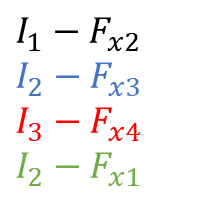 I₁ − Fₓ₂
I₂ − Fₓ₃
I₃ − Fₓ₄
I₂ − Fₓ₁